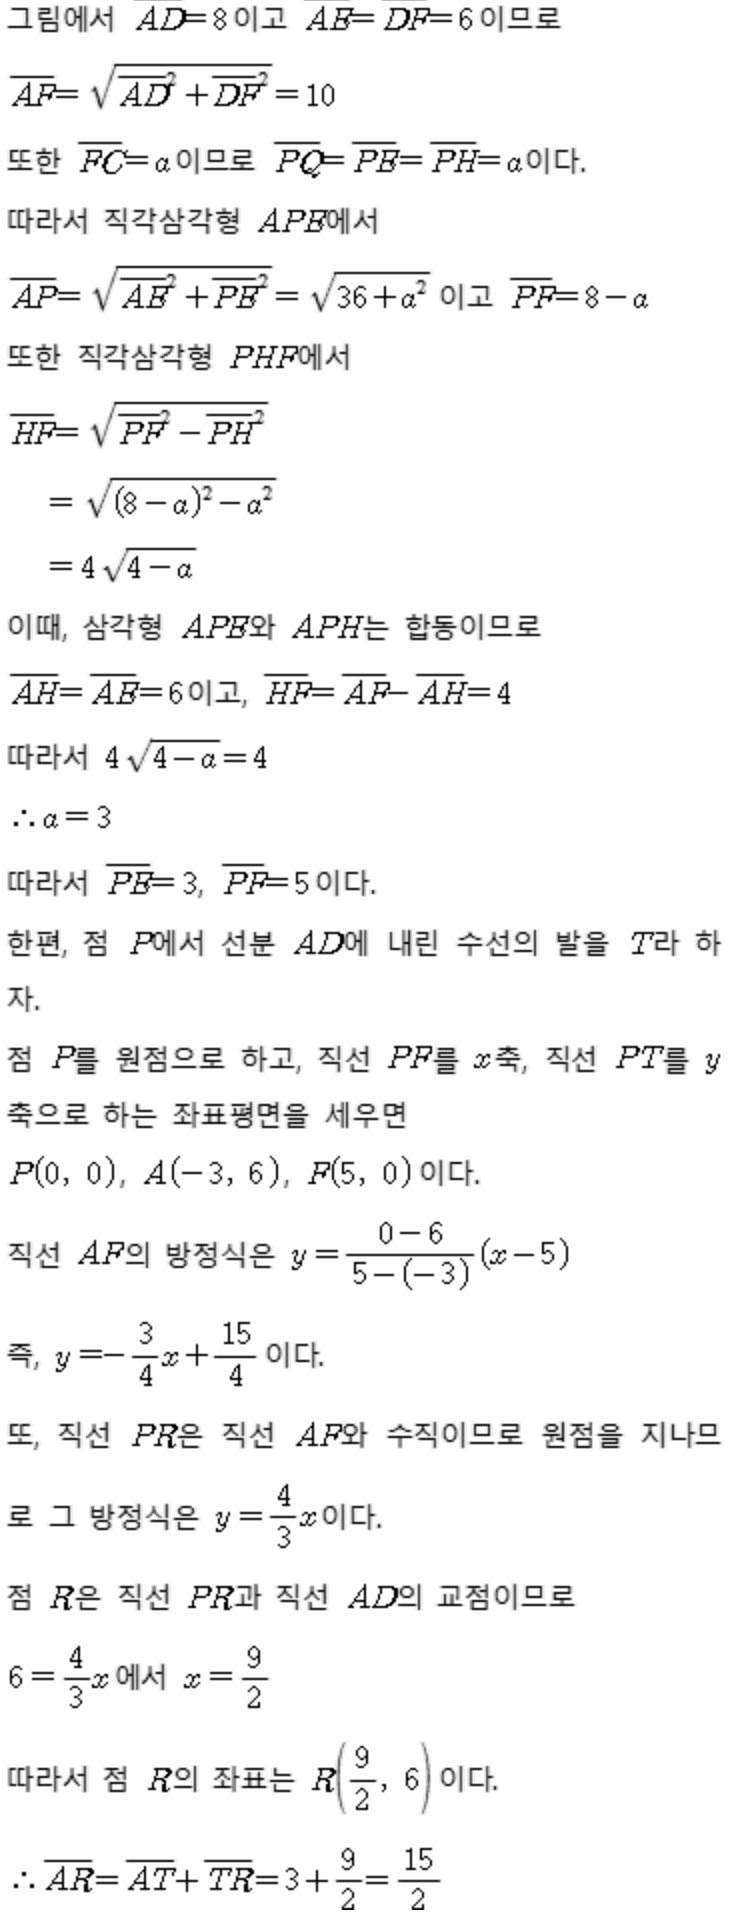 그림에서 AD=8이고 AE=DF=6이므로
AF=√(AD²+DF²)=10
또한 FC=a이므로 PQ=PE=PH=a이다.
따라서 직각삼각형 APE에서
AP=√(AE²+PE²)=√(36+a²) 이고 PF=8-a
또한 직각삼각형 PHF에서
HF=√(PF²-PH²)
=√((8-a)²-a²)
=4√(4-a)
이때, 삼각형 APE와 APH는 합동이므로
AH=AE=6이고, HF=AF-AH=4
따라서 4√(4-a)=4
∴a=3
따라서 PE=3, PF=5이다.
한편, 점 P에서 선분 AD에 내린 수선의 발을 T라 하
자.
점 P를 원점으로 하고, 직선 PF를 x축, 직선 PT를 y
축으로 하는 좌표평면을 세우면
P(0, 0), A(-3, 6), F(5, 0)이다.
직선 AF의 방정식은 y=(0-6)/(5-(-3))(x-5)
즉, y=-3/4x+15/4 이다.
또, 직선 PR은 직선 AF와 수직이므로 원점을 지나므
로 그 방정식은 y=4/3x이다.
점 R은 직선 PR과 직선 AD의 교점이므로
6=4/3x에서 x=9/2
따라서 점 R의 좌표는 R(9/2, 6)이다.
∴AR=AT+TR=3+9/2=15/2